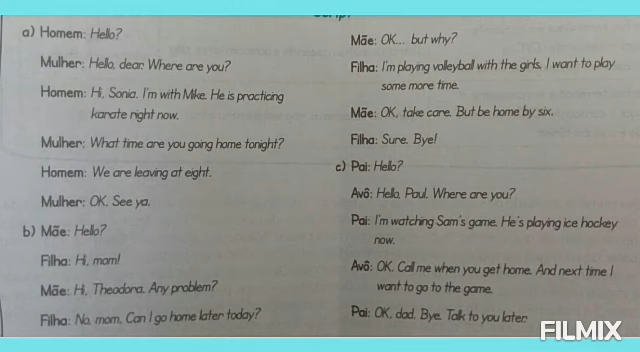 Script
a) Homem: Hello?
Mulher: Hello, dear. Where are you?
Homem: Hi, Sonia. I'm with Mike. He is practicing
karate right now.
Mulher: What time are you going home tonight?
Homem: We are leaving at eight.
Mulher: OK. See ya.
b) Mãe: Hello?
Filha: Hi, mom!
Mãe: Hi, Theodora. Any problem?
Filha: No, mom. Can I go home later today?
Mãe: OK... but why?
Filha: I'm playing volleyball with the girls. I want to play
some more time.
Mãe: OK, take care. But be home by six.
Filha: Sure. Bye!
c) Pai: Hello?
Avô: Hello, Paul. Where are you?
Pai: I'm watching Sam's game. He's playing ice hockey
now.
Avô: OK. Call me when you get home. And next time I
want to go to the game.
Pai: OK, dad. Bye. Talk to you later.
FILMIX